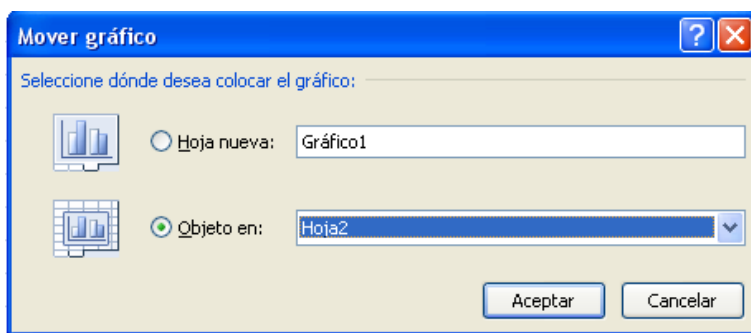 Mover gráfico
Seleccione dónde desea colocar el gráfico:
Hoja nueva: Gráfico1
Objeto en: Hoja2
Aceptar Cancelar